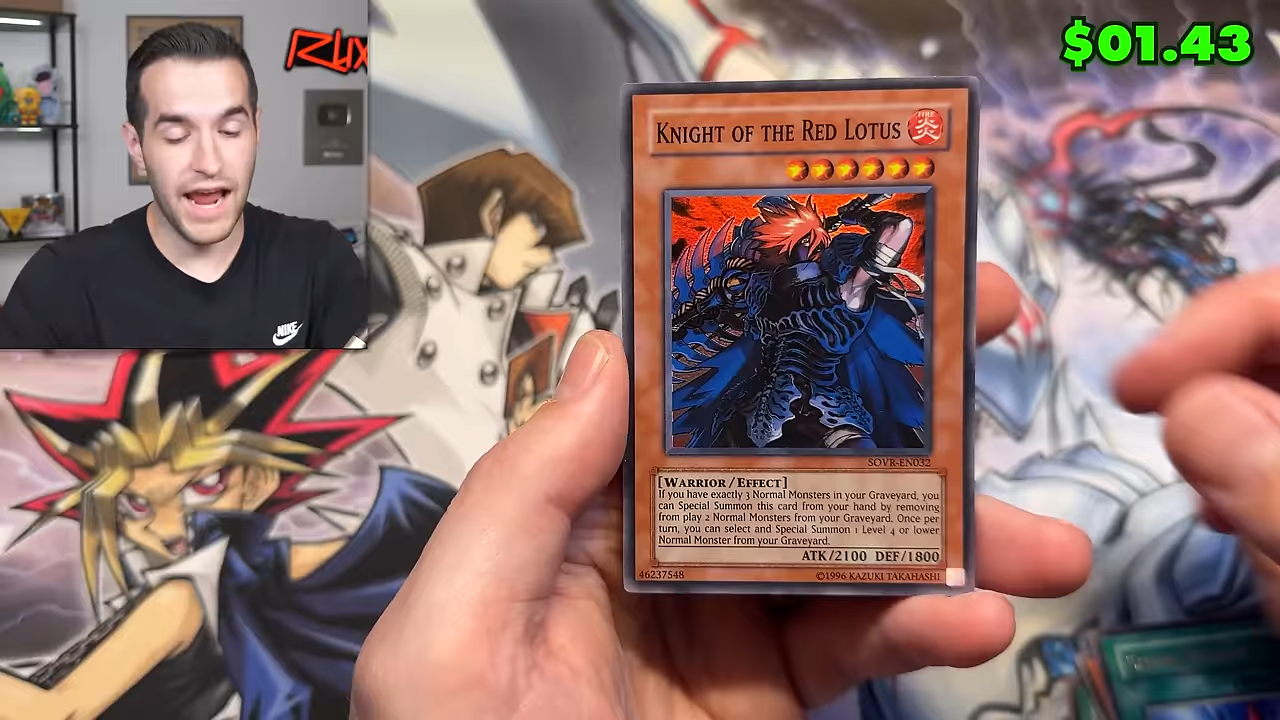 $01.43
NIKE
KNIGHT OF THE RED LOTUS
FIRE
炎
SOVR-EN032
[WARRIOR / EFFECT]
If you have exactly 3 Normal Monsters in your Graveyard, you
can Special Summon this card from your hand by removing
from play 2 Normal Monsters from your Graveyard. Once per
turn, you can select and Special Summon 1 Level 4 or lower
Normal Monster from your Graveyard.
ATK/2100 DEF/1800
46237548
©1996 KAZUKI TAKAHASHI